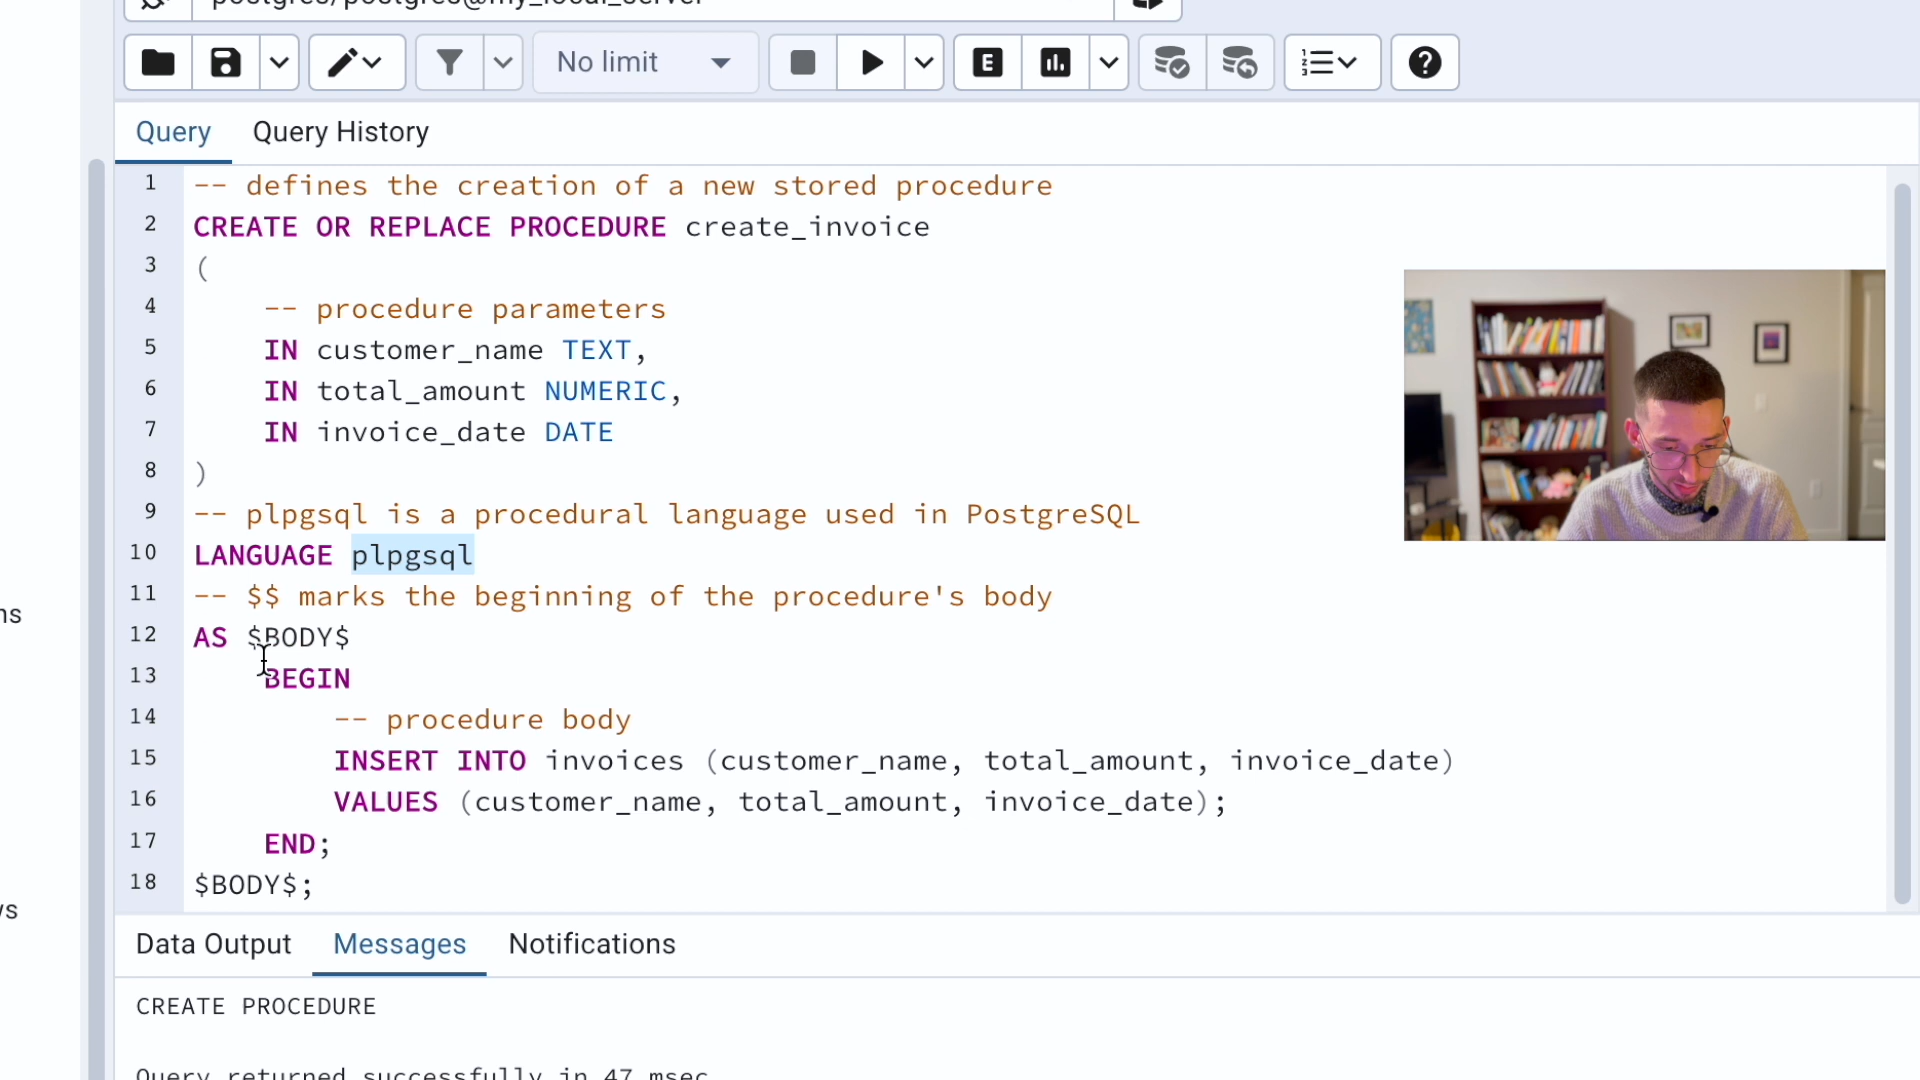 No limit
Query Query History
1 -- defines the creation of a new stored procedure
2 CREATE OR REPLACE PROCEDURE create_invoice
3 (
4 -- procedure parameters
5 IN customer_name TEXT,
6 IN total_amount NUMERIC,
7 IN invoice_date DATE
8 )
9 -- plpgsql is a procedural language used in PostgreSQL
10 LANGUAGE plpgsql
11 -- $$ marks the beginning of the procedure's body
12 AS $BODY$
13 BEGIN
14 -- procedure body
15 INSERT INTO invoices (customer_name, total_amount, invoice_date)
16 VALUES (customer_name, total_amount, invoice_date);
17 END;
18 $BODY$;
Data Output Messages Notifications
CREATE PROCEDURE
Query returned successfully in 47 msec